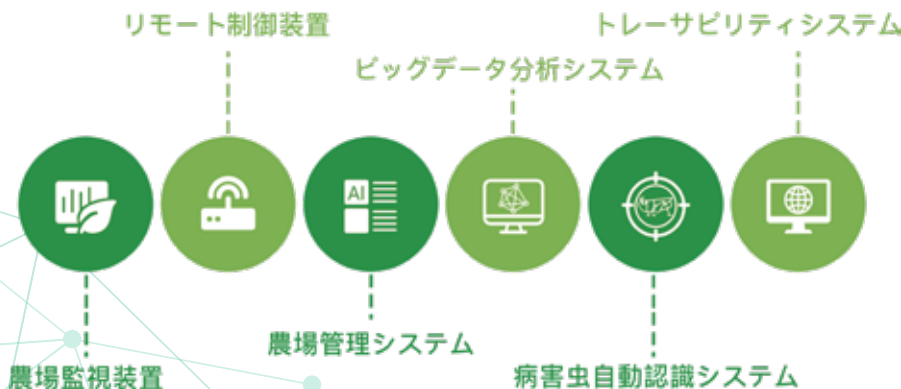 リモート制御装置
トレーサビリティシステム
ビッグデータ分析システム
AI
農場管理システム
農場監視装置
病害虫自動認識システム